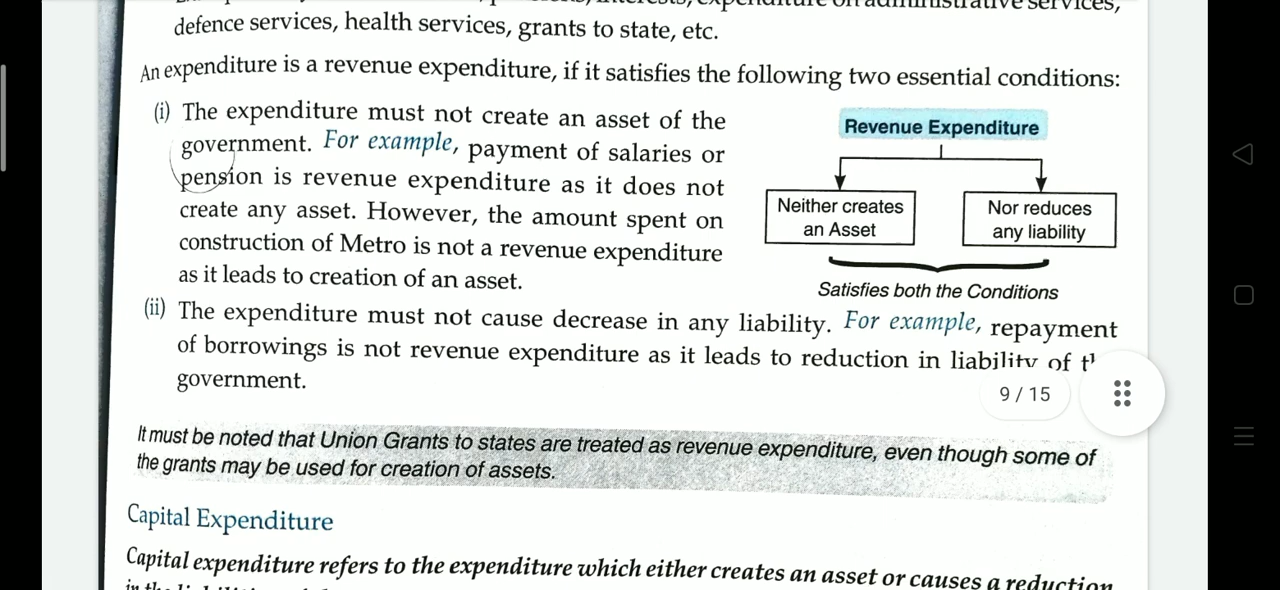 expenditure on administrative services,
defence services, health services, grants to state, etc.
An expenditure is a revenue expenditure, if it satisfies the following two essential conditions:
(i) The expenditure must not create an asset of the
government. For example, payment of salaries or
pension is revenue expenditure as it does not
create any asset. However, the amount spent on
construction of Metro is not a revenue expenditure
as it leads to creation of an asset.
Revenue Expenditure
Neither creates
an Asset
Nor reduces
any liability
Satisfies both the Conditions
(ii) The expenditure must not cause decrease in any liability. For example, repayment
of borrowings is not revenue expenditure as it leads to reduction in liability of
government.
9 / 15
It must be noted that Union Grants to states are treated as revenue expenditure, even though some of
the grants may be used for creation of assets.
Capital Expenditure
Capital expenditure refers to the expenditure which either creates an asset or causes a reduction
in the